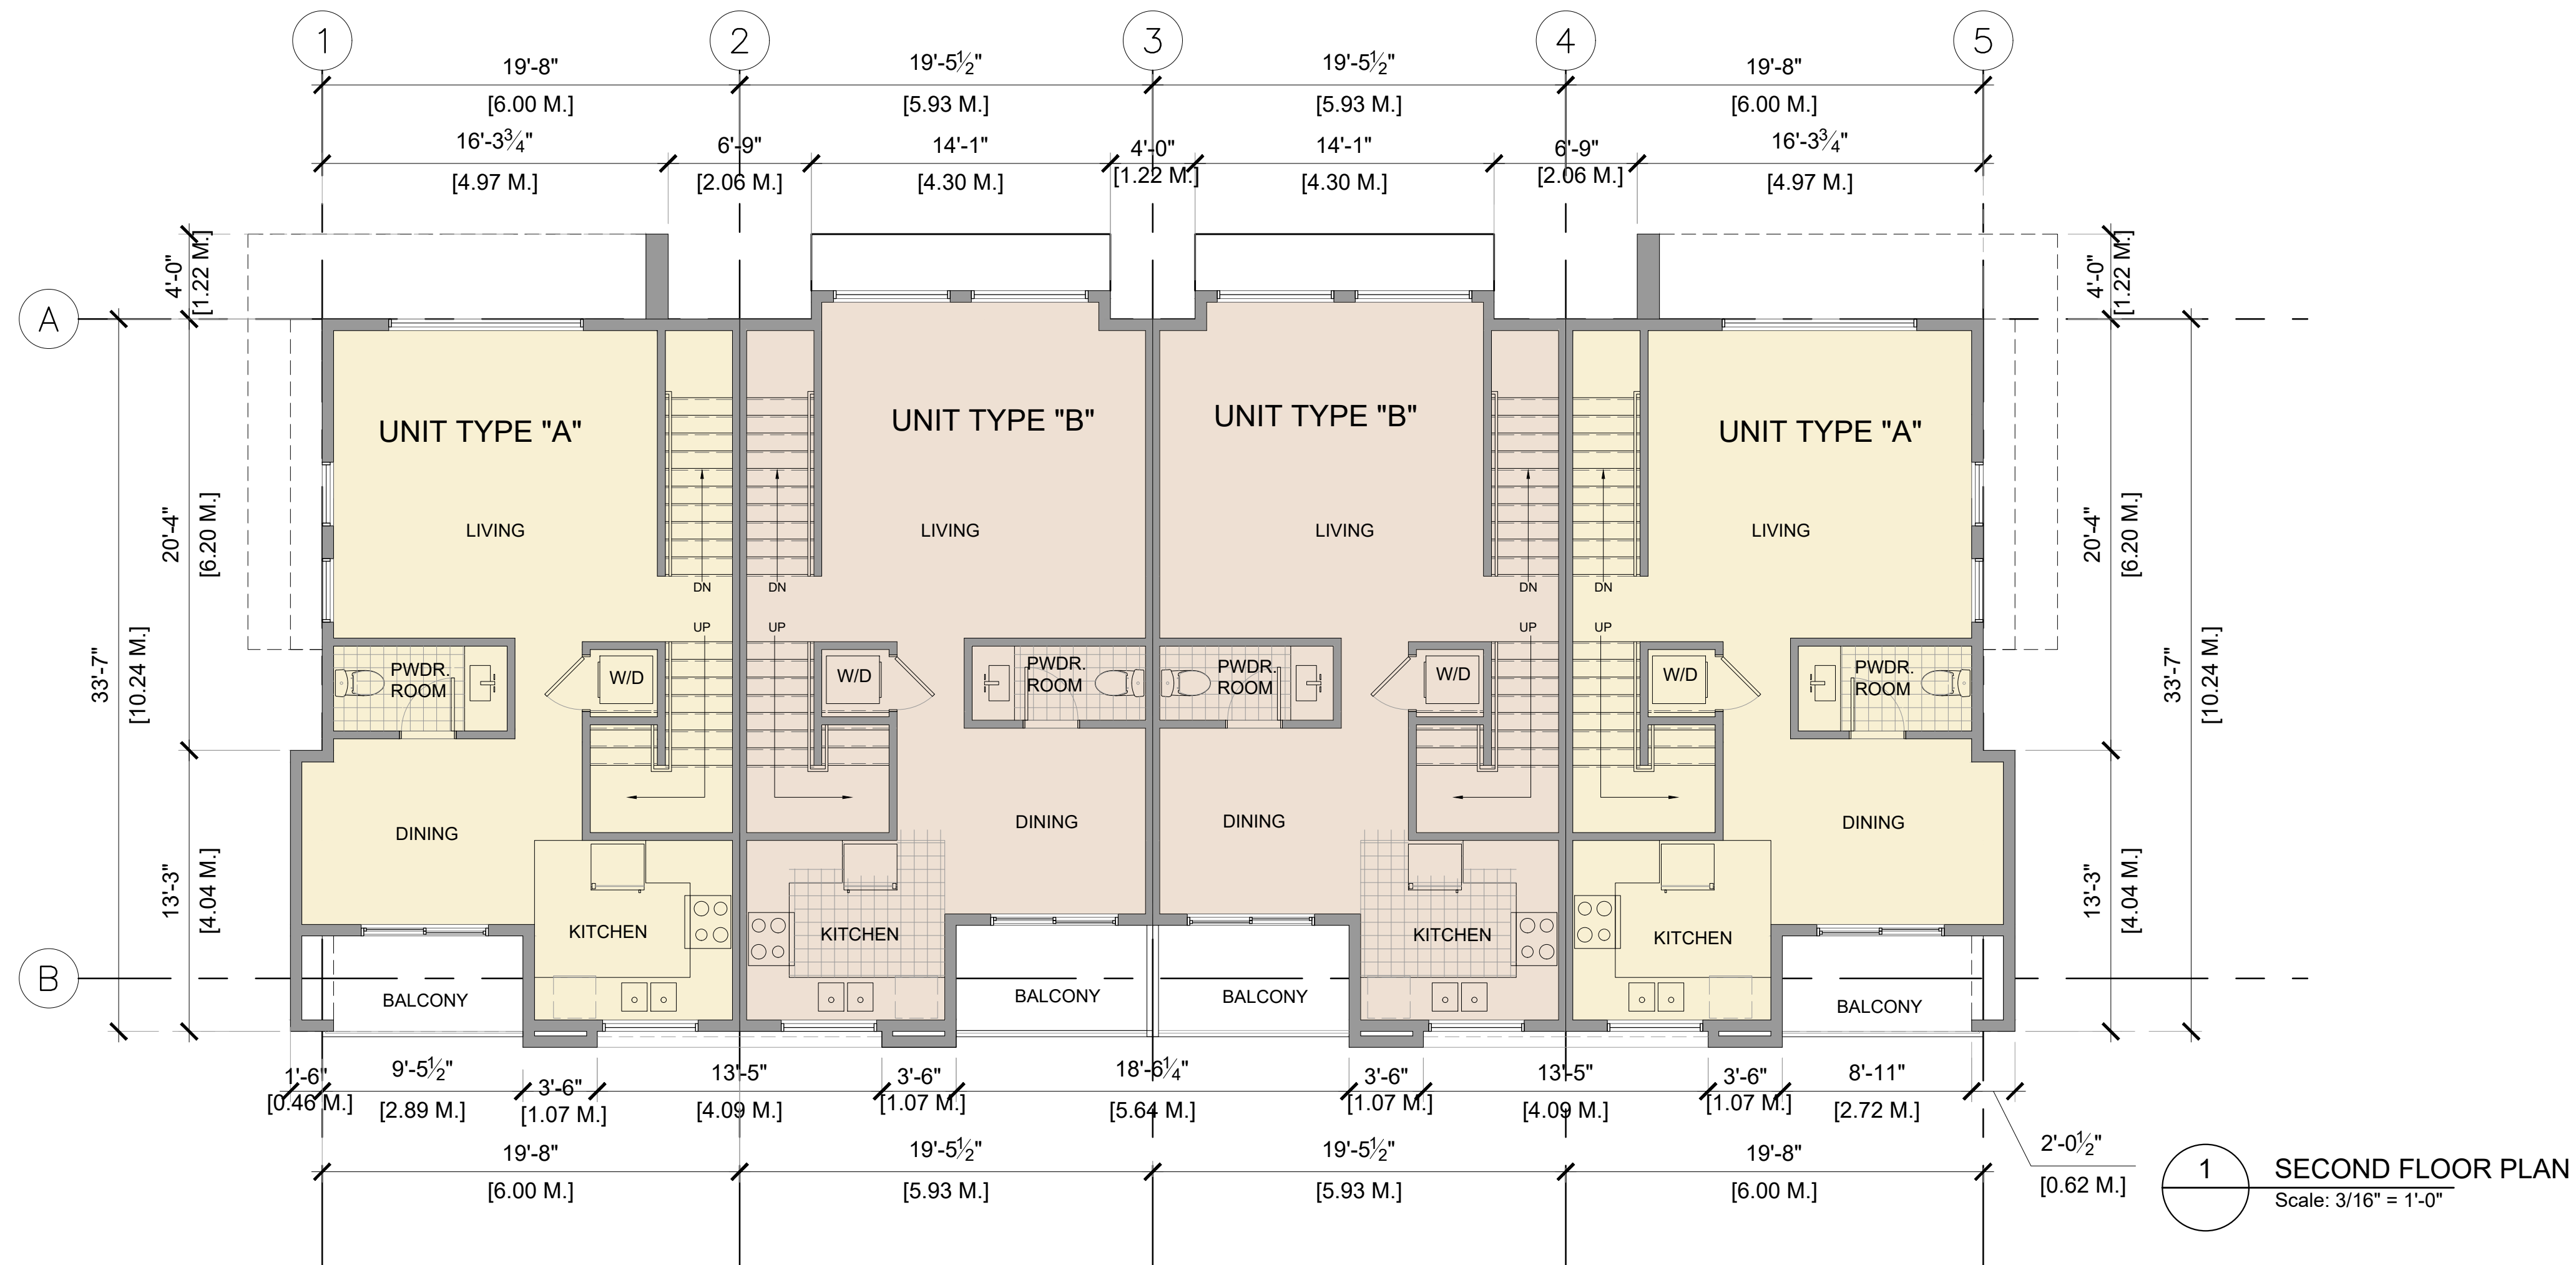 1
2
3
4
5
19'-8"
19'-5½"
19'-5½"
19'-8"
[6.00 M.]
[5.93 M.]
[5.93 M.]
[6.00 M.]
16'-3¾"
6'-9"
14'-1"
4'-0"
14'-1"
6'-9"
16'-3¾"
[4.97 M.]
[2.06 M.]
[4.30 M.]
[1.22 M.]
[4.30 M.]
[2.06 M.]
[4.97 M.]
4'-0"
[1.22 M.]
4'-0"
[1.22 M.]
A
UNIT TYPE "A"
UNIT TYPE "B"
UNIT TYPE "B"
UNIT TYPE "A"
20'-4"
[6.20 M.]
LIVING
LIVING
LIVING
LIVING
20'-4"
[6.20 M.]
DN
DN
DN
DN
UP
UP
UP
UP
33'-7"
[10.24 M.]
PWDR.
ROOM
W/D
W/D
PWDR.
ROOM
PWDR.
ROOM
W/D
W/D
PWDR.
ROOM
33'-7"
[10.24 M.]
13'-3"
[4.04 M.]
DINING
DINING
DINING
DINING
13'-3"
[4.04 M.]
KITCHEN
KITCHEN
KITCHEN
KITCHEN
B
BALCONY
BALCONY
BALCONY
BALCONY
1'-6"
9'-5½"
3'-6"
13'-5"
3'-6"
18'-6¼"
3'-6"
13'-5"
3'-6"
8'-11"
[0.46 M.]
[2.89 M.]
[1.07 M.]
[4.09 M.]
[1.07 M.]
[5.64 M.]
[1.07 M.]
[4.09 M.]
[1.07 M.]
[2.72 M.]
19'-8"
19'-5½"
19'-5½"
19'-8"
2'-0½"
[6.00 M.]
[5.93 M.]
[5.93 M.]
[6.00 M.]
[0.62 M.]
1
SECOND FLOOR PLAN
Scale: 3/16" = 1'-0"